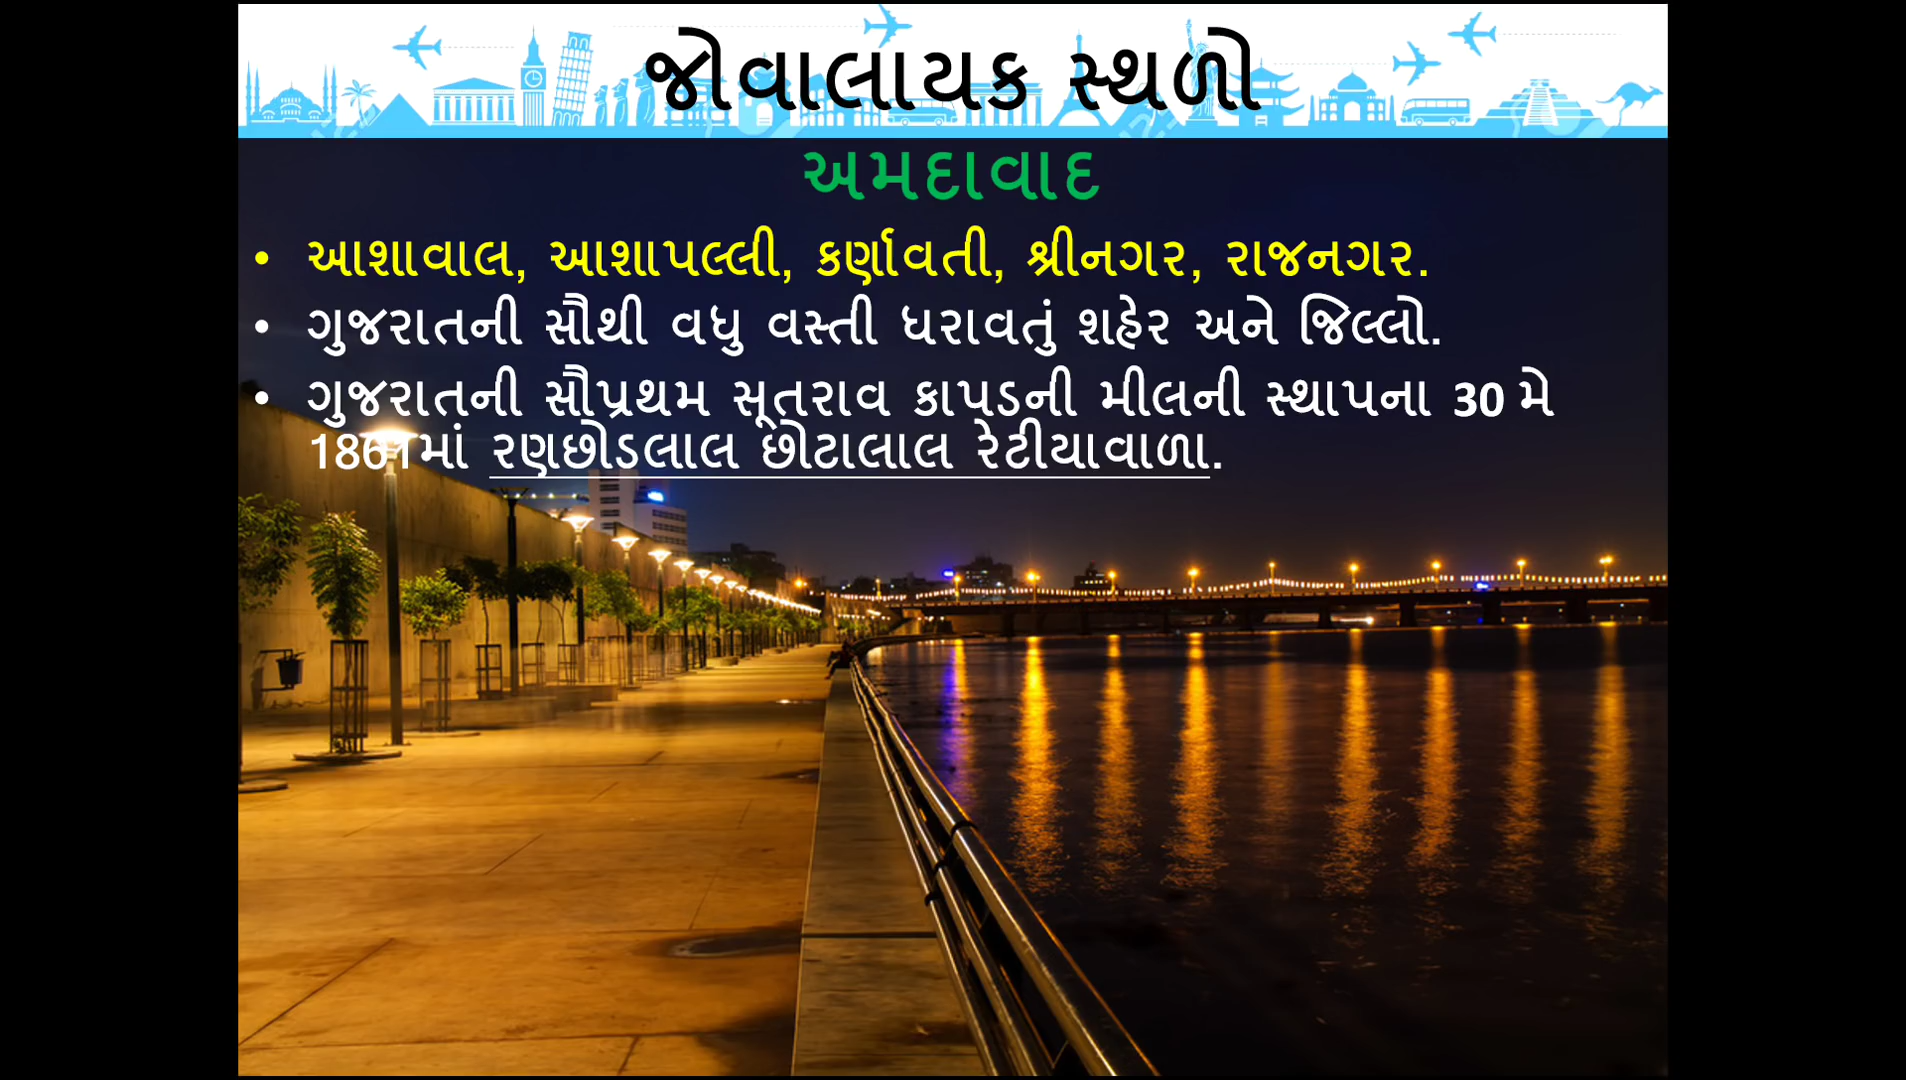 જોવાલાયક સ્થળો
અમદાવાદ
• આશાવાલ, આશાપલ્લી, કર્ણાવતી, શ્રીનગર, રાજનગર.
• ગુજરાતની સૌથી વધુ વસ્તી ધરાવતું શહેર અને જિલ્લો.
• ગુજરાતની સૌપ્રથમ સૂતરાવ કાપડની મીલની સ્થાપના 30 મે
1861માં રણછોડલાલ છોટાલાલ રેટીયાવાળા.